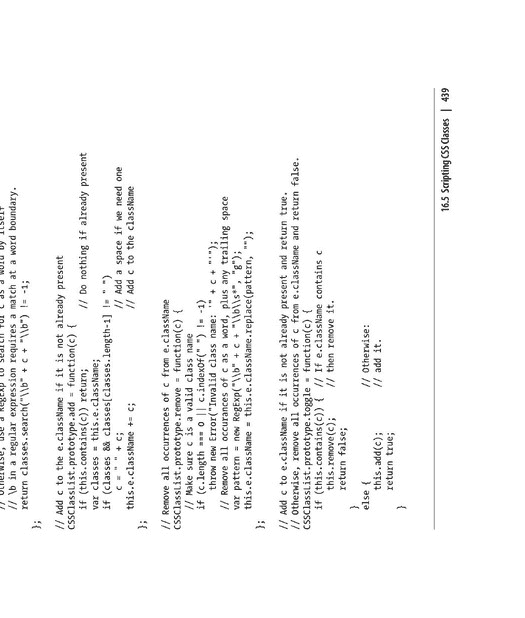 // Otherwise, use a RegExp to search for c as a word by itself
// \b in a regular expression requires a match at a word boundary.
return classes.search("\\b" + c + "\\b") != -1;
};
// Add c to the e.className if it is not already present
CSSClassList.prototype.add = function(c) {
if (this.contains(c)) return; // Do nothing if already present
var classes = this.e.className;
if (classes && classes[classes.length-1] != " ")
c = " " + c; // Add a space if we need one
this.e.className += c; // Add c to the className
};
// Remove all occurrences of c from e.className
CSSClassList.prototype.remove = function(c) {
// Make sure c is a valid class name
if (c.length === 0 || c.indexOf(" ") != -1)
throw new Error("Invalid class name: '" + c + "'");
// Remove all occurances of c as a word, plus any trailing space
var pattern = new RegExp("\\b" + c + "\\b\\s*", "g");
this.e.className = this.e.className.replace(pattern, "");
};
// Add c to e.className if it is not already present and return true.
// Otherwise, remove all occurrences of c from e.className and return false.
CSSClassList.prototype.toggle = function(c) {
if (this.contains(c)) { // If e.className contains c
this.remove(c); // then remove it.
return false;
}
else { // Otherwise:
this.add(c); // add it.
return true;
}
16.5 Scripting CSS Classes | 439